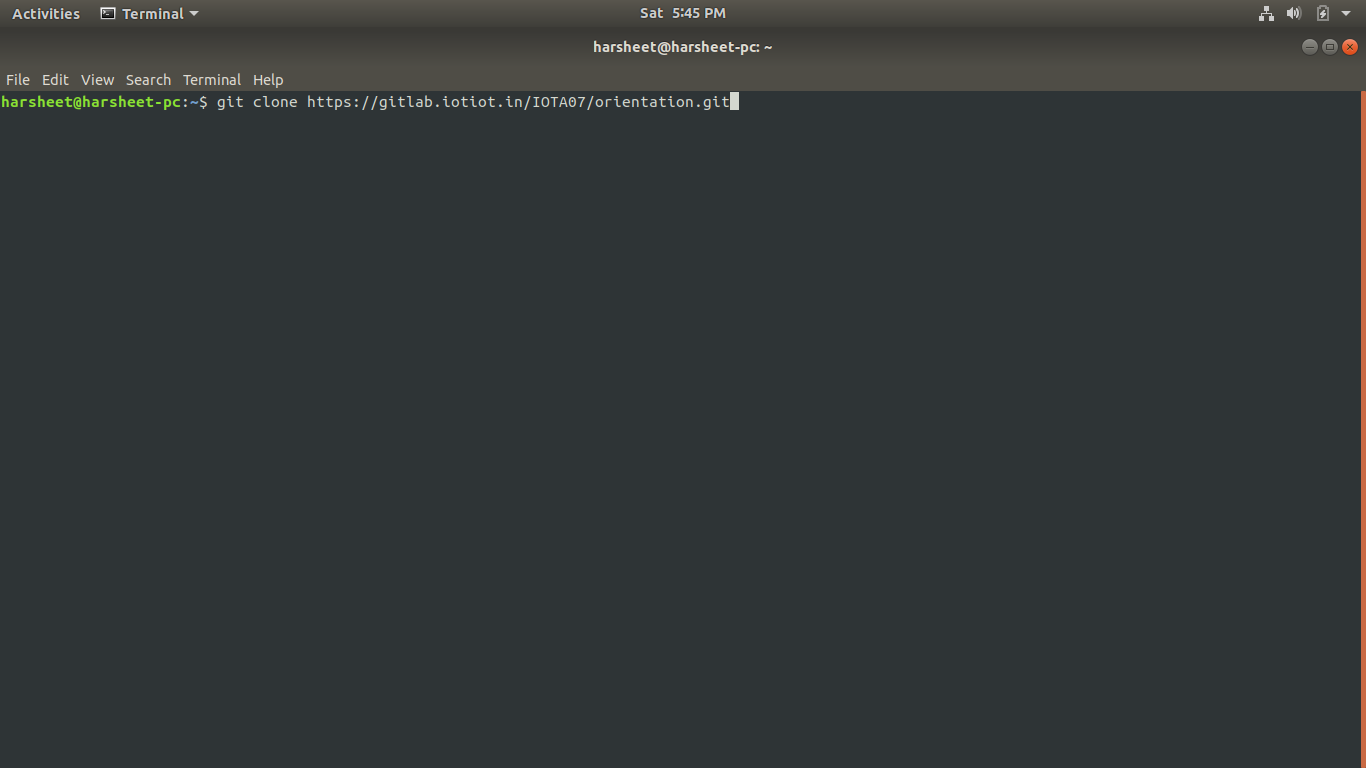 Activities Terminal Sat 5:45 PM
harsheet@harsheet-pc: ~
File Edit View Search Terminal Help
harsheet@harsheet-pc:~$ git clone https://gitlab.iotiot.in/IOTA07/orientation.git